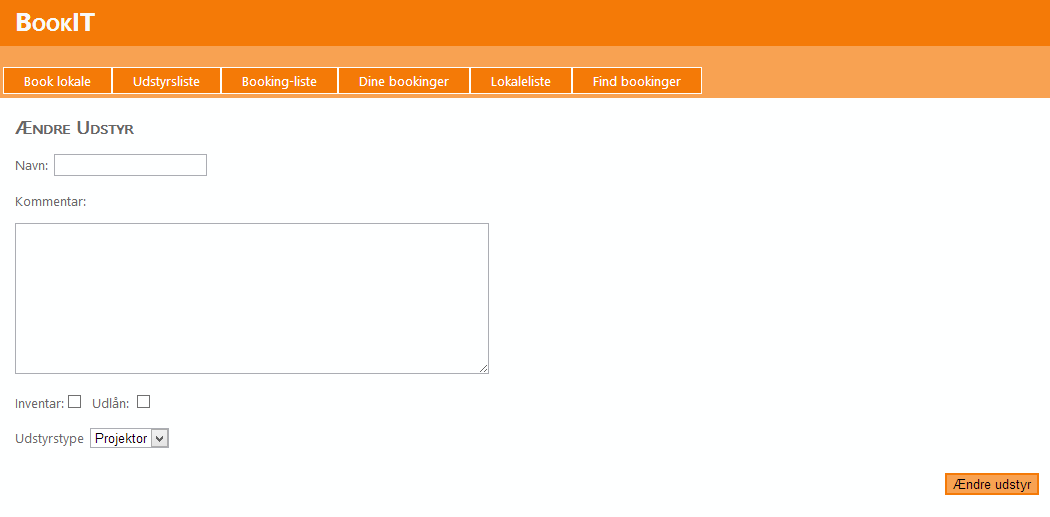 BookIT
Book lokale Udstyrsliste Booking-liste Dine bookinger Lokaleliste Find bookinger
Ændre Udstyr
Navn:
Kommentar:
Inventar: Udlån:
Udstyrstype Projektor
Ændre udstyr